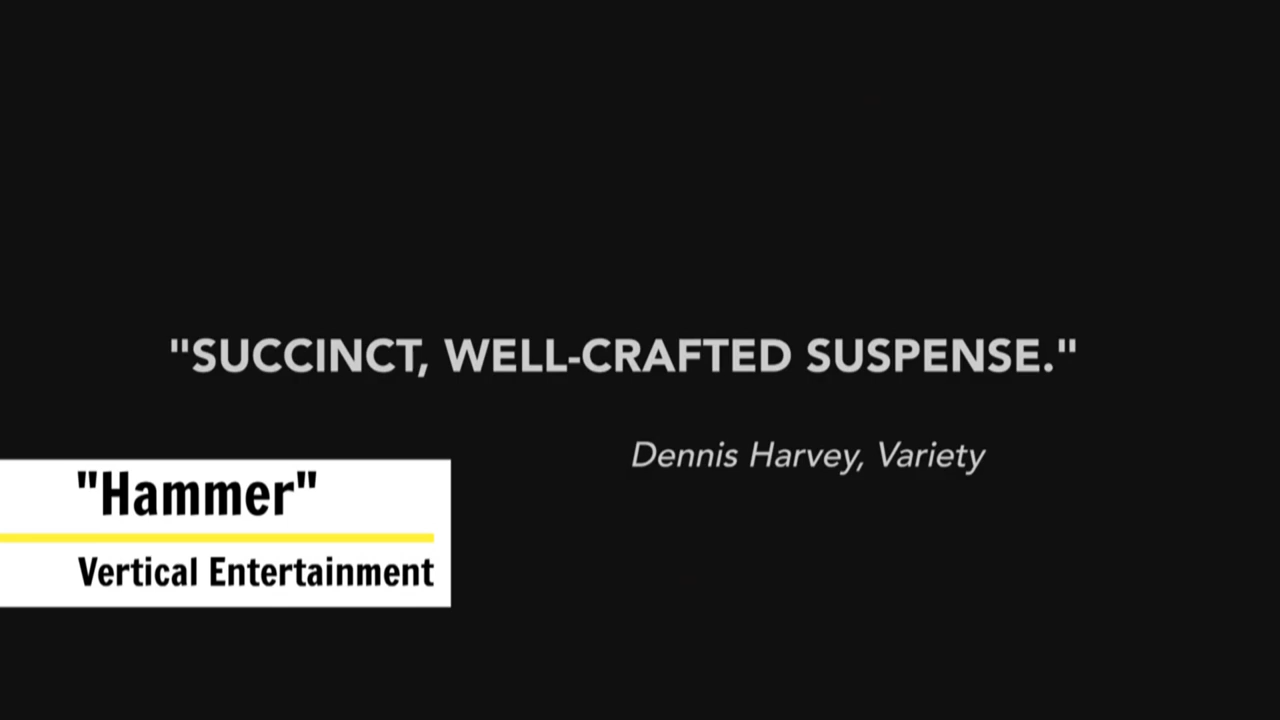 "SUCCINCT, WELL-CRAFTED SUSPENSE."
Dennis Harvey, Variety
"Hammer"
Vertical Entertainment